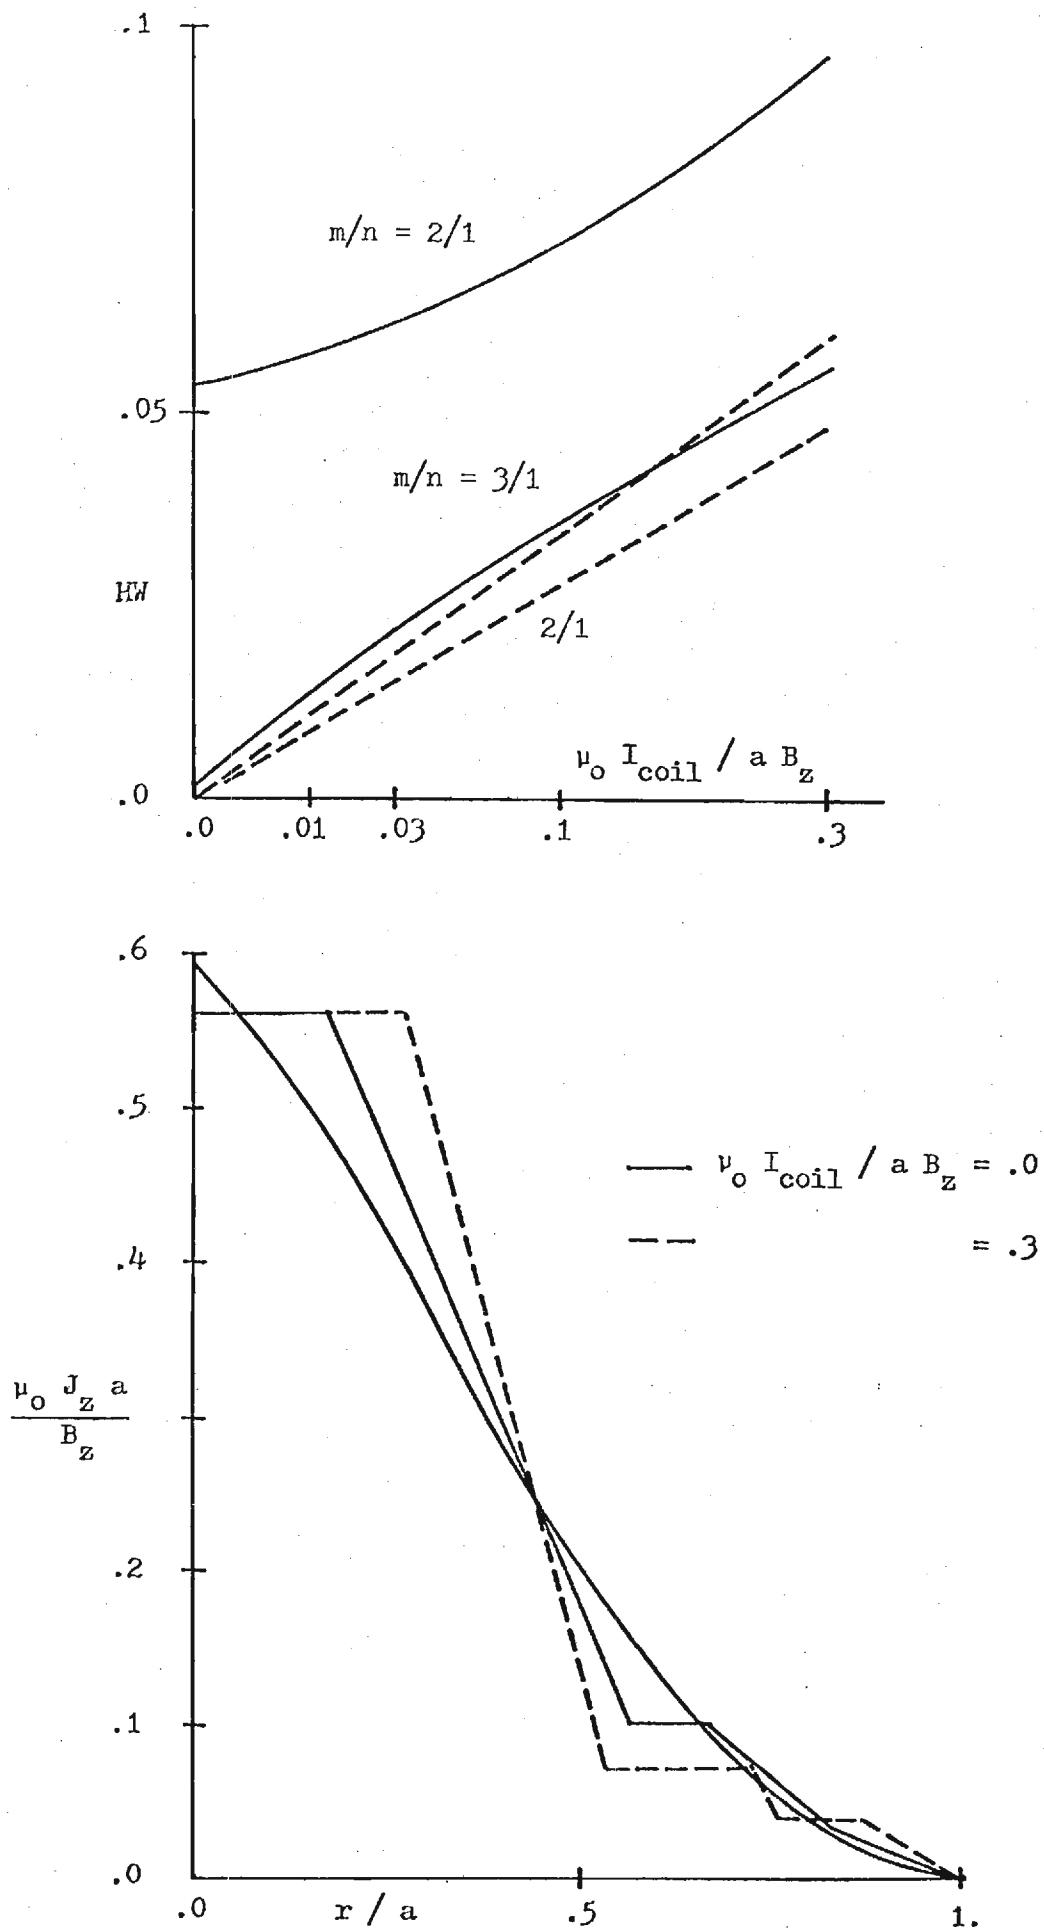 .1
m/n = 2/1
.05
m/n = 3/1
HW
2/1
μo Icoil / a Bz
.0
.0 .01 .03 .1 .3
.6
.5
μo Icoil / a Bz = .0
= .3
.4
μo Jz a
Bz
.2
.1
.0
.0 r / a .5 1.